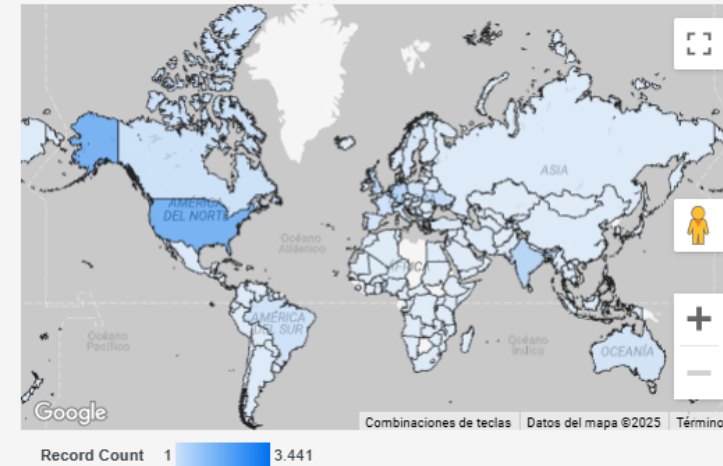 ASIA
AMÉRICA
DEL NORTE
Océano
Atlántico
ÁFRICA
AMÉRICA
DEL SUR
Océano
Pacífico
Océano
Índico
OCEANÍA
Google
Combinaciones de teclas
Datos del mapa ©2025
Término
Record Count 1 3.441